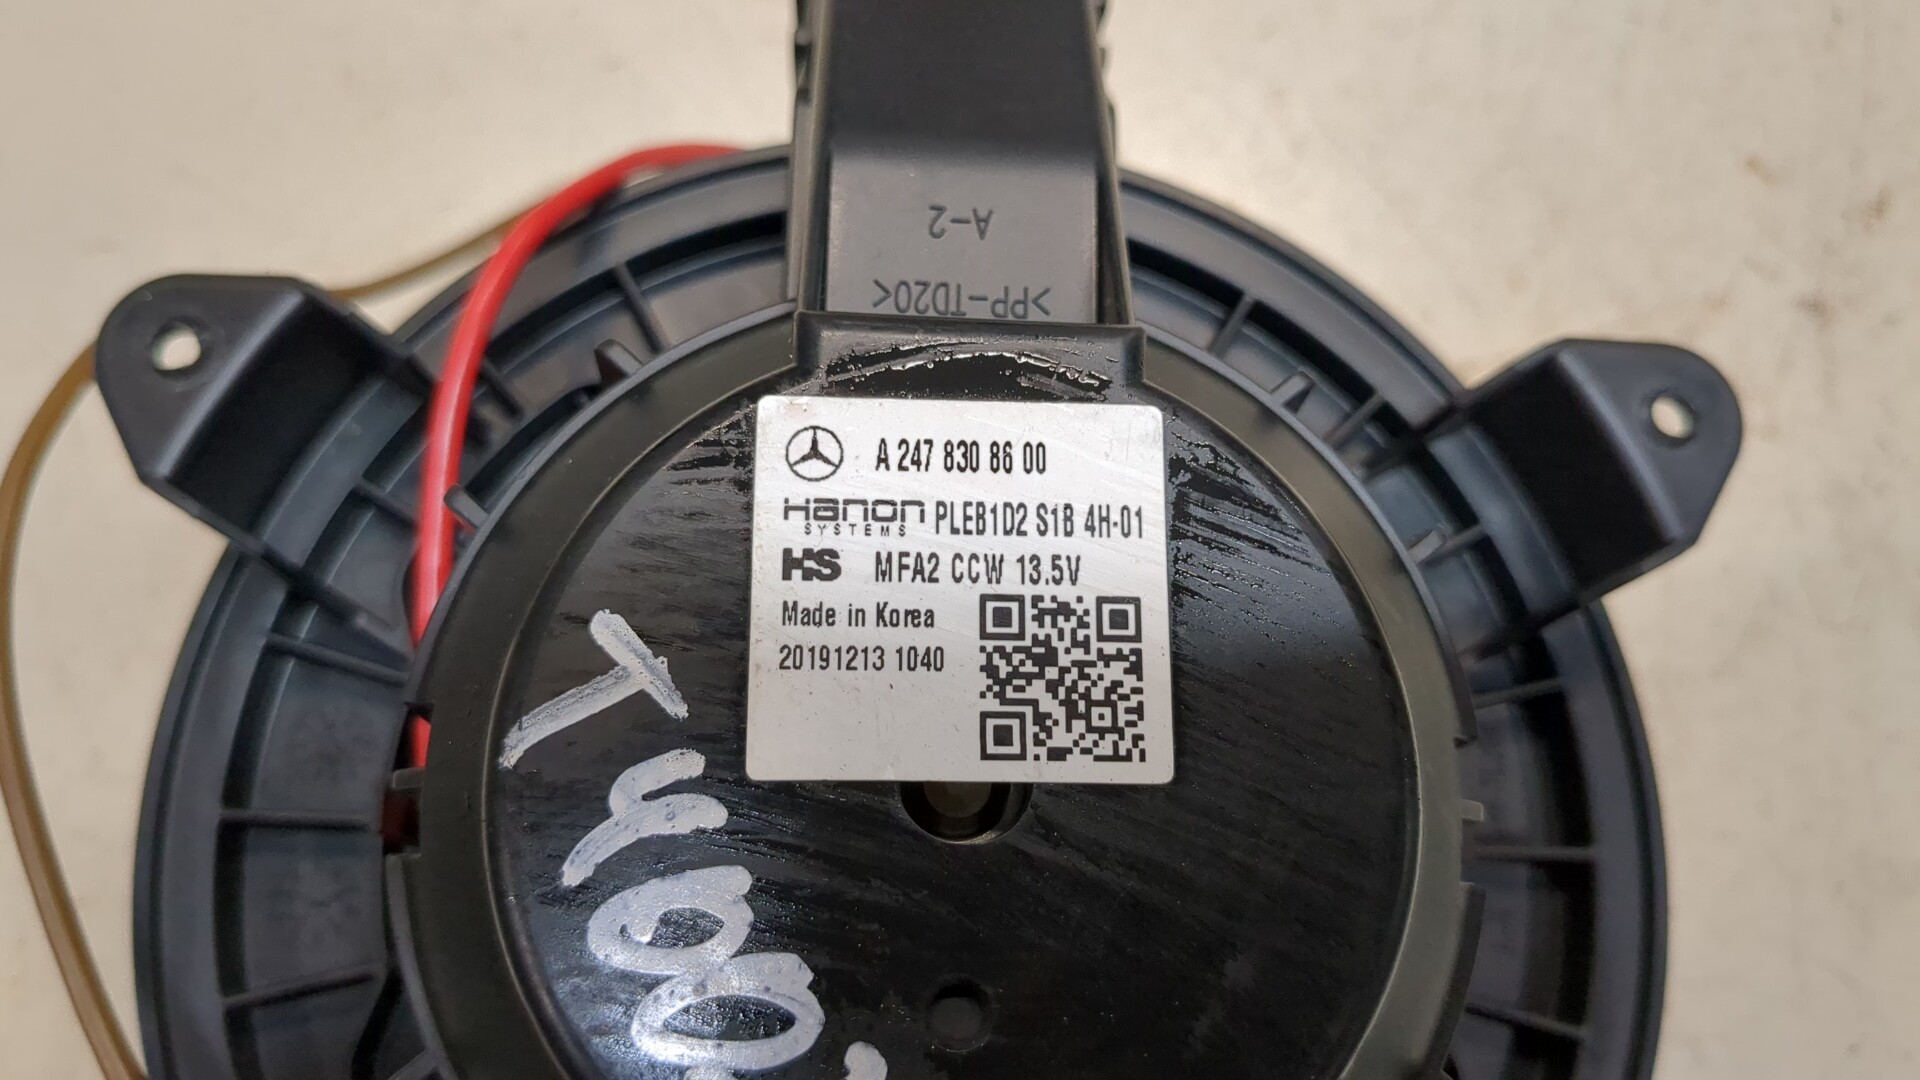 A-2
>PP-TD20<
A 247 830 86 00
Hanon SYSTEMS PLEB1D2 S1B 4H-01
HS MFA2 CCW 13.5V
Made in Korea
20191213 1040